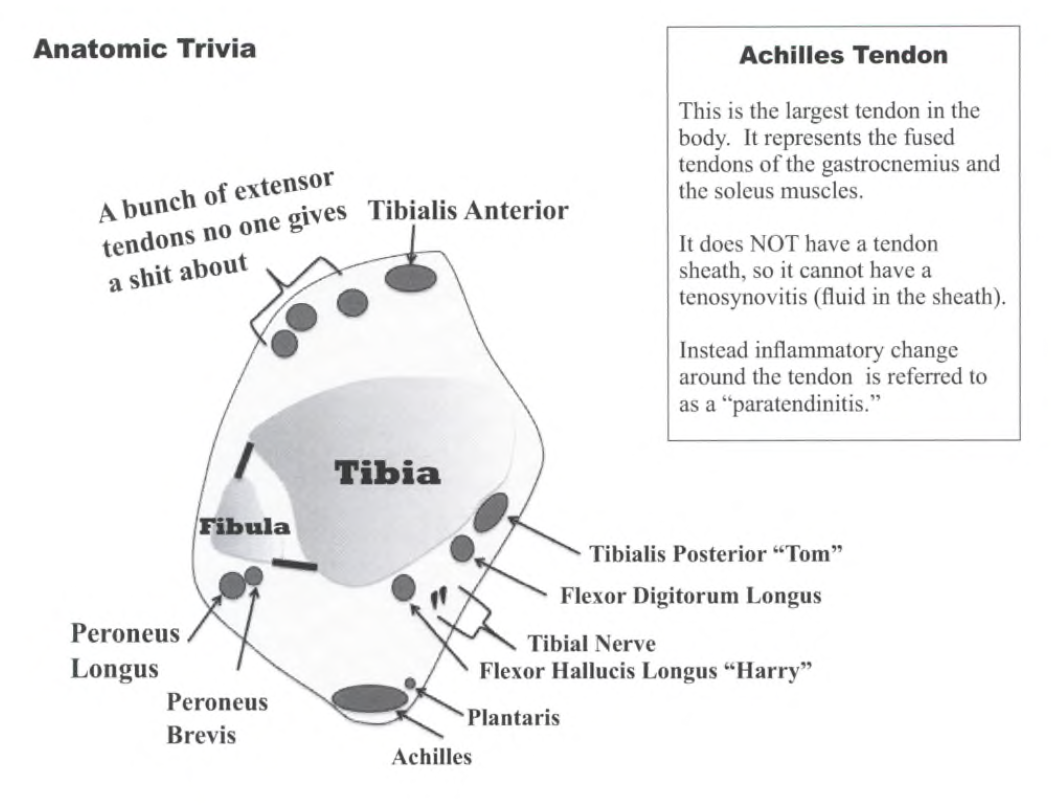 Anatomic Trivia
Achilles Tendon
This is the largest tendon in the
body. It represents the fused
tendons of the gastrocnemius and
the soleus muscles.
It does NOT have a tendon
sheath, so it cannot have a
tenosynovitis (fluid in the sheath).
Instead inflammatory change
around the tendon is referred to
as a “paratendinitis.”
A bunch of extensor
tendons no one gives
a shit about
Tibialis Anterior
Tibia
Fibula
Tibialis Posterior “Tom”
Flexor Digitorum Longus
Tibial Nerve
Flexor Hallucis Longus “Harry”
Plantaris
Achilles
Peroneus
Longus
Peroneus
Brevis